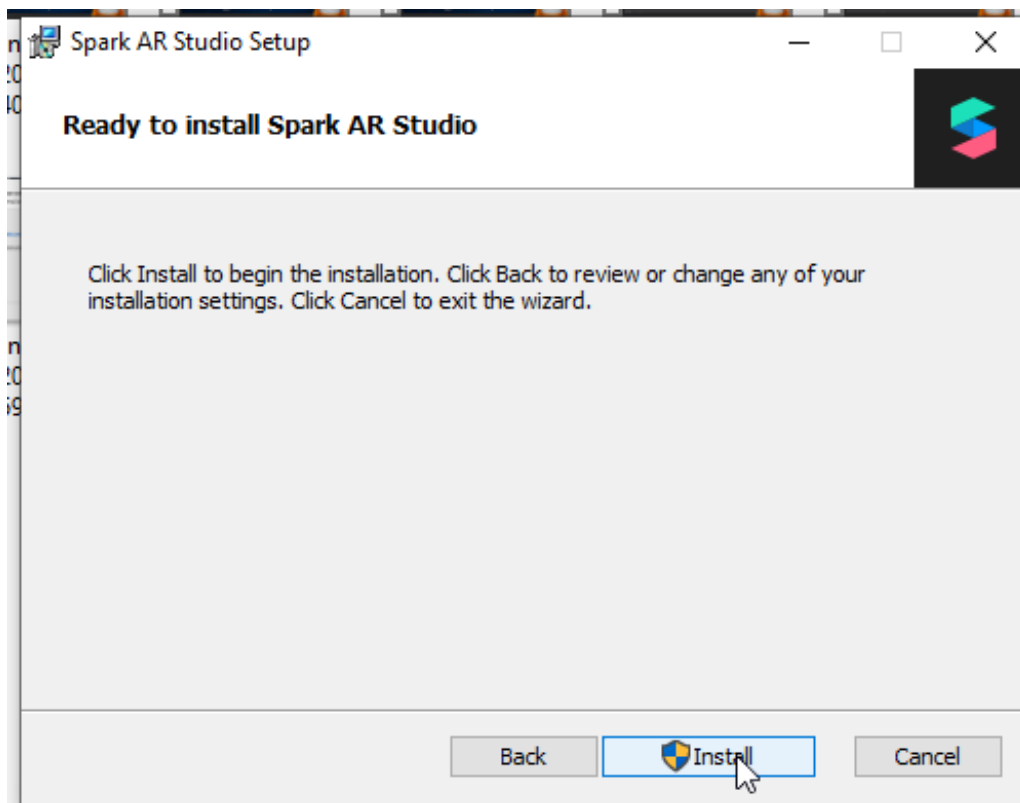 Spark AR Studio Setup
Ready to install Spark AR Studio
Click Install to begin the installation. Click Back to review or change any of your
installation settings. Click Cancel to exit the wizard.
Back
Install
Cancel